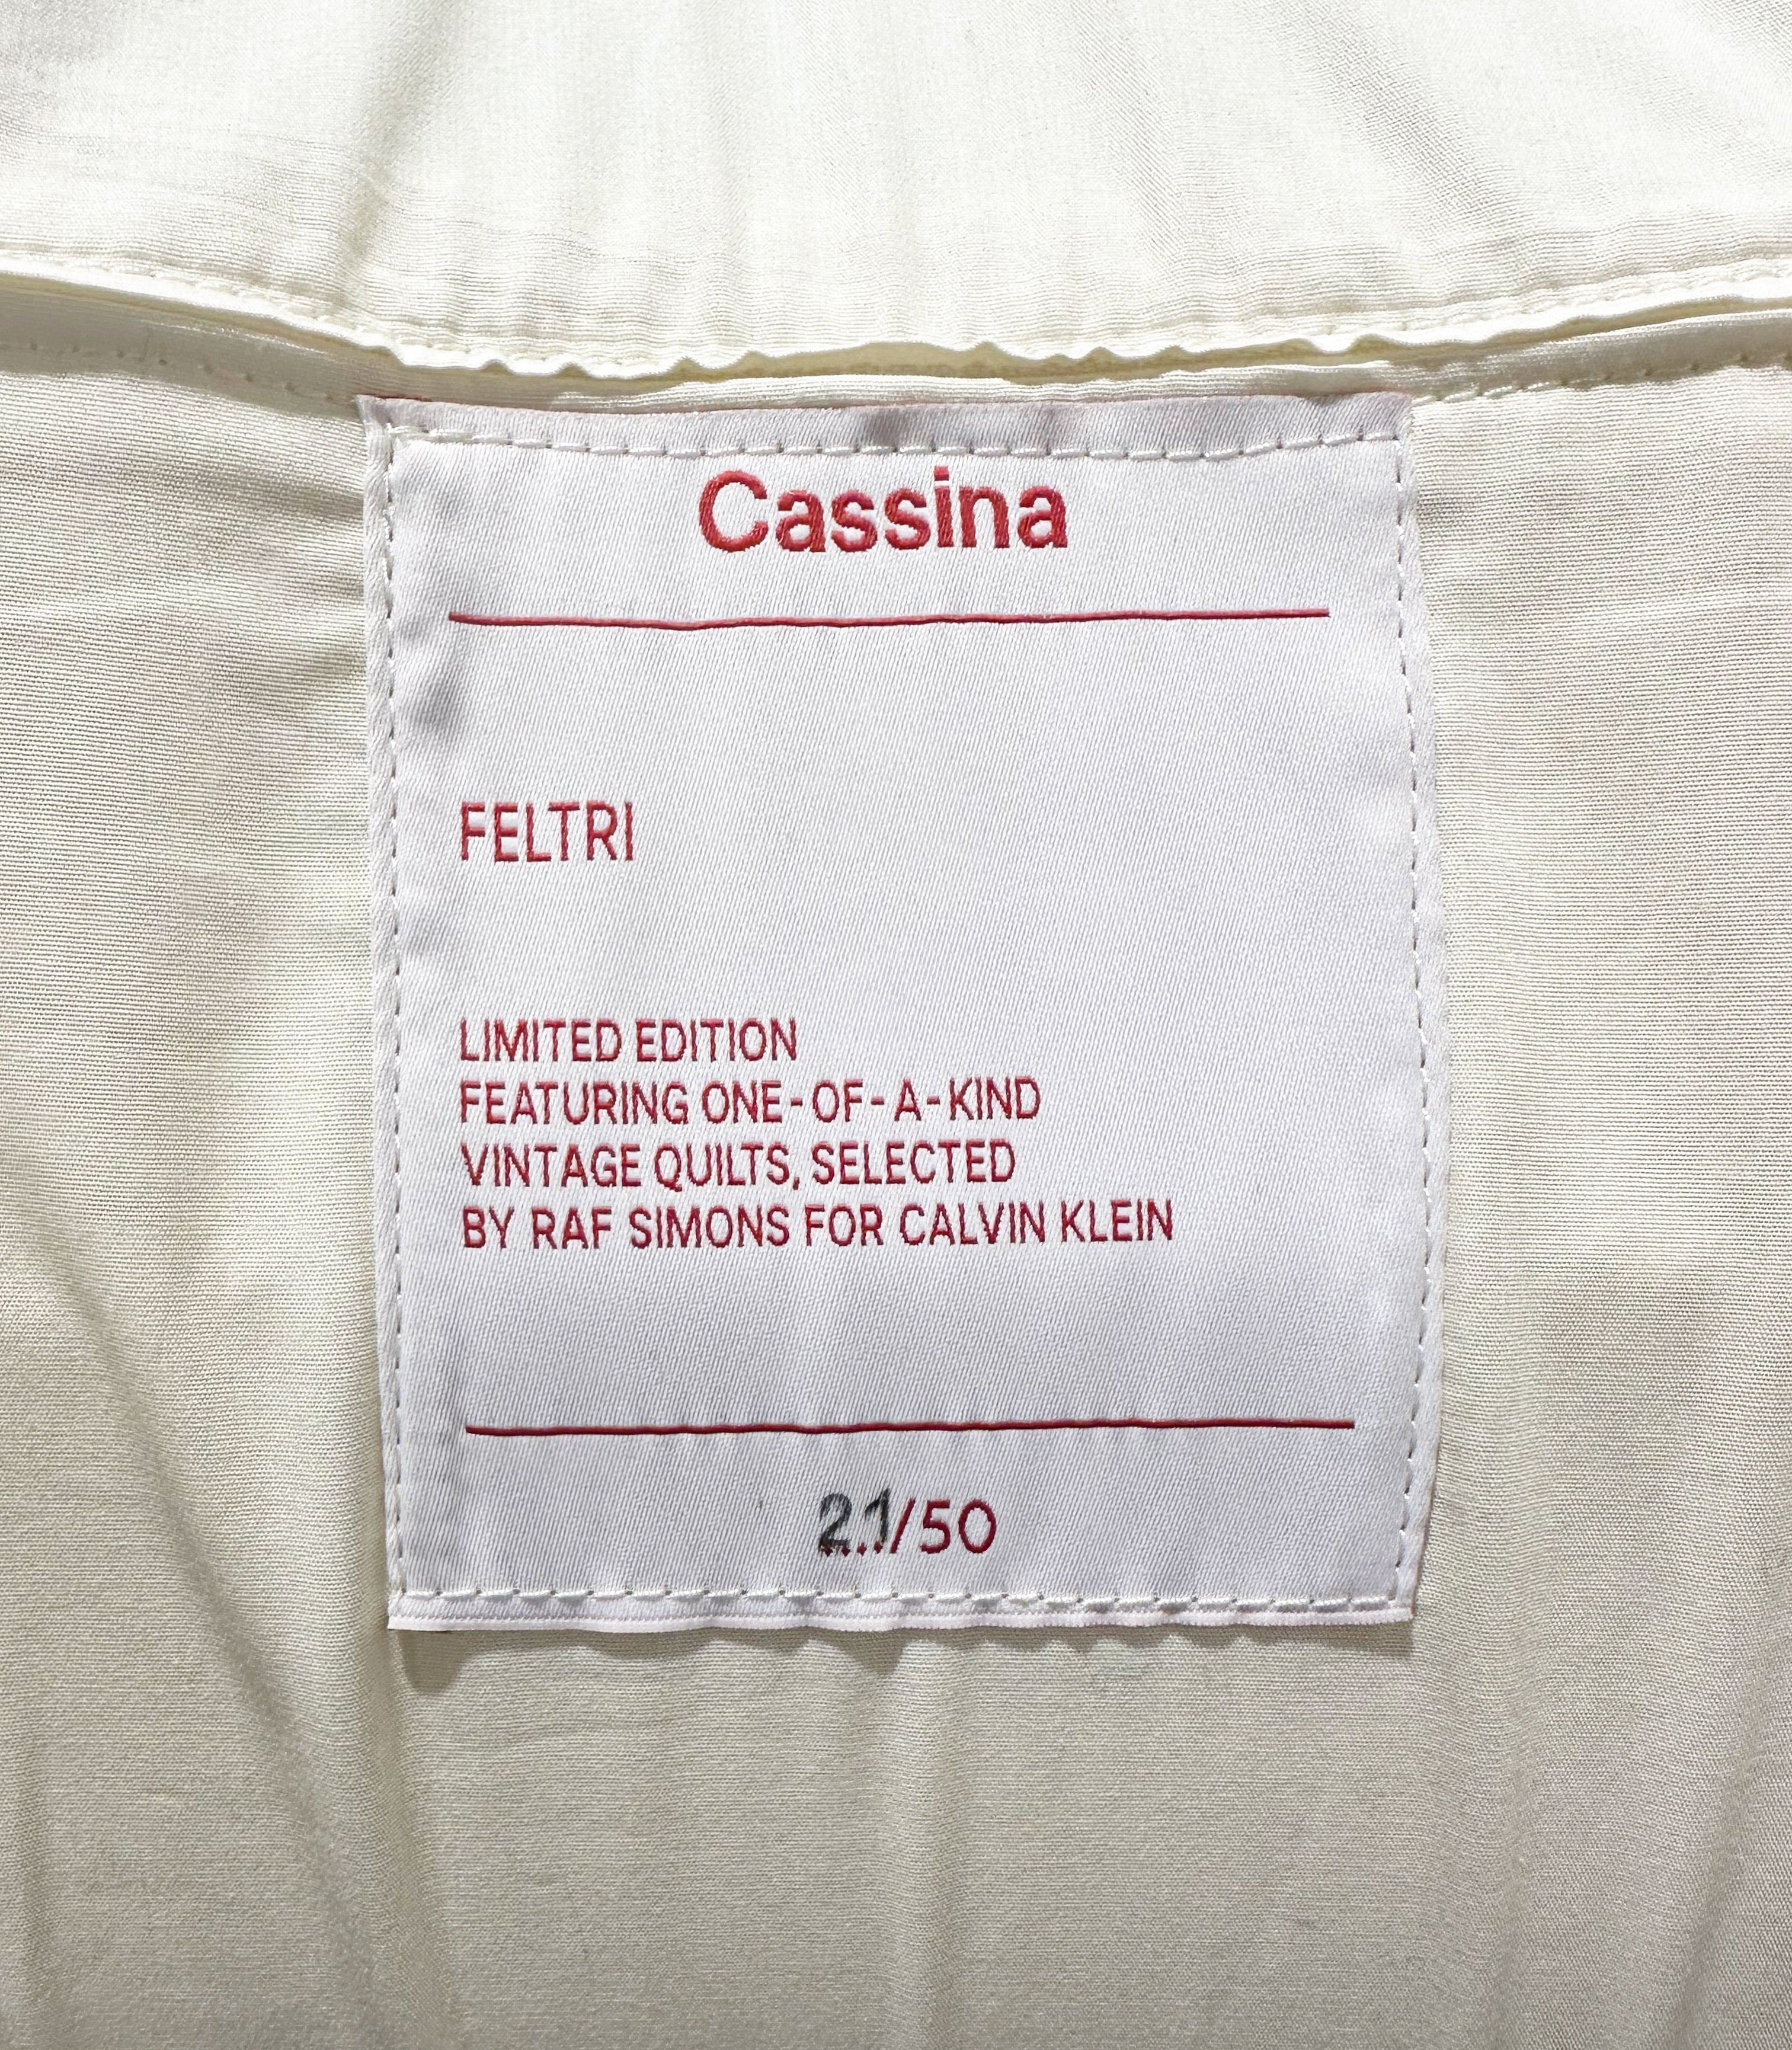 Cassina
FELTRI
LIMITED EDITION
FEATURING ONE-OF-A-KIND
VINTAGE QUILTS, SELECTED
BY RAF SIMONS FOR CALVIN KLEIN
21/50